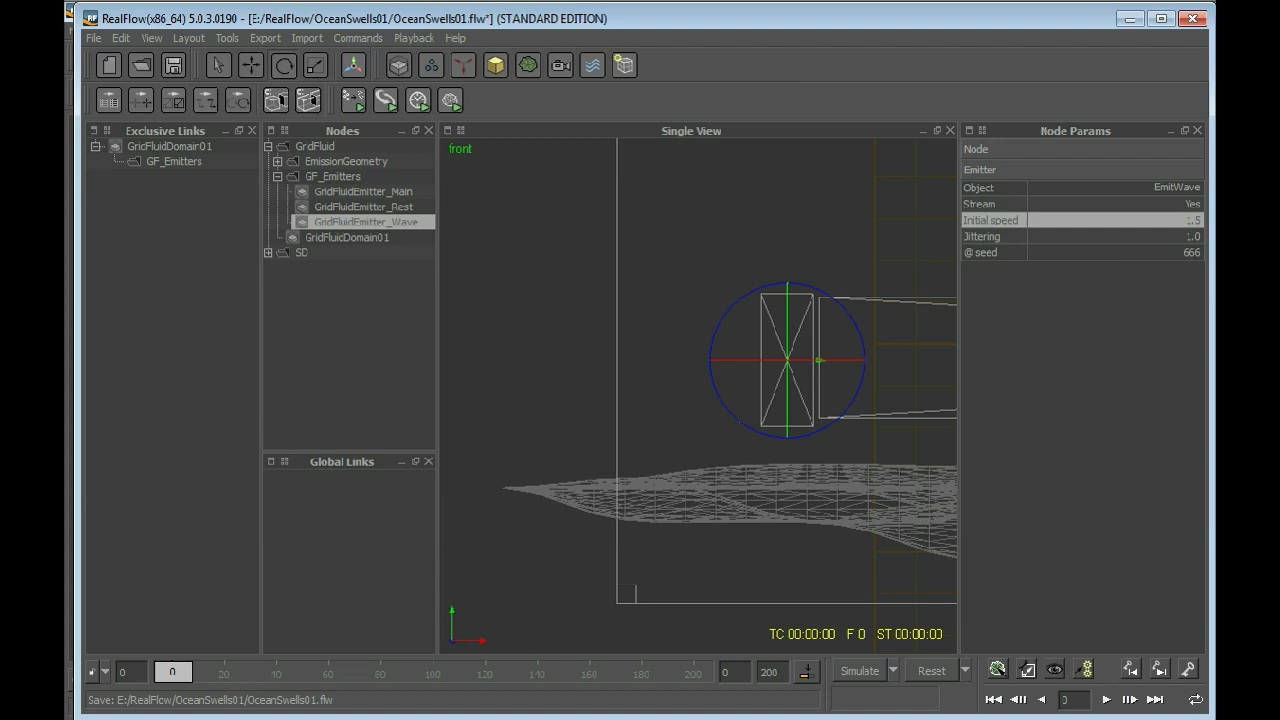 RealFlow(x86_64) 5.0.3.0190 - [E:/RealFlow/OceanSwells01/OceanSwells01.flw*] (STANDARD EDITION)
File Edit View Layout Tools Export Import Commands Playback Help
Exclusive Links
GridFluidDomain01
GF_Emitters
Nodes
GridFluid
EmissionGeometry
GF_Emitters
GridFluidEmitter_Main
GridFluidEmitter_Rest
GridFluidEmitter_Wave
GridFluidDomain01
SD
Global Links
Single View
front
TC 00:00:00 F 0 ST 00:00:00
Node Params
Node
Emitter
Object EmitWave
Stream Yes
Initial speed 1.5
Jittering 1.0
@ seed 666
0 0 20 40 60 80 100 120 140 160 180 200 0 200
Simulate Reset
Save: E:/RealFlow/OceanSwells01/OceanSwells01.flw
0